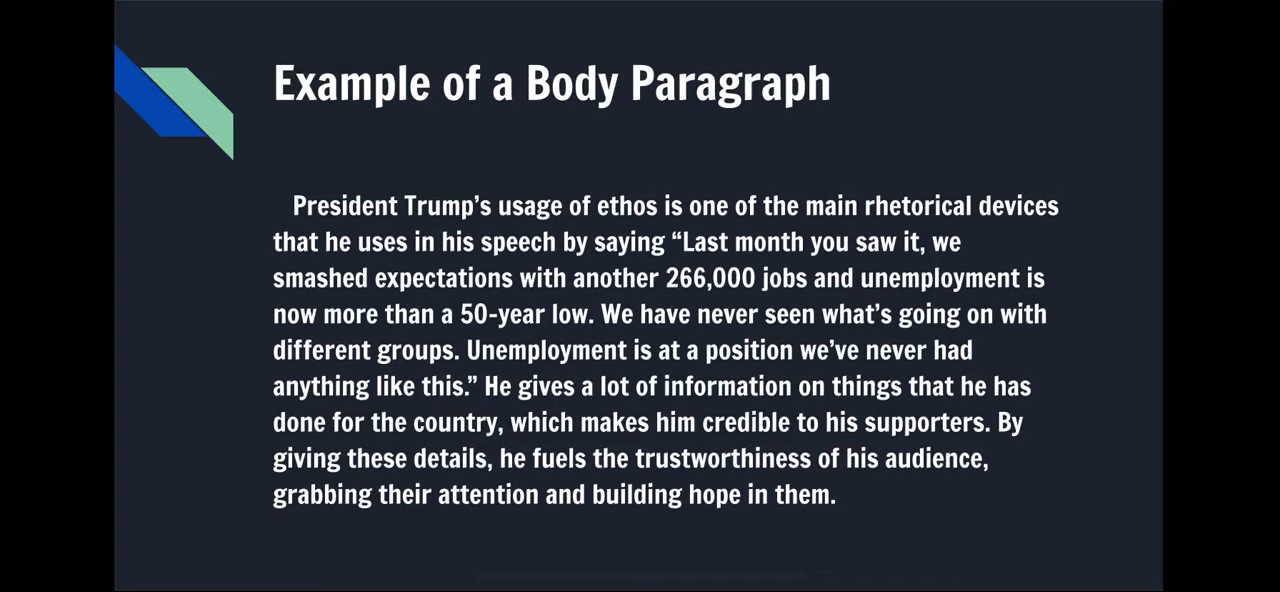 Example of a Body Paragraph
President Trump’s usage of ethos is one of the main rhetorical devices
that he uses in his speech by saying “Last month you saw it, we
smashed expectations with another 266,000 jobs and unemployment is
now more than a 50-year low. We have never seen what’s going on with
different groups. Unemployment is at a position we’ve never had
anything like this.” He gives a lot of information on things that he has
done for the country, which makes him credible to his supporters. By
giving these details, he fuels the trustworthiness of his audience,
grabbing their attention and building hope in them.